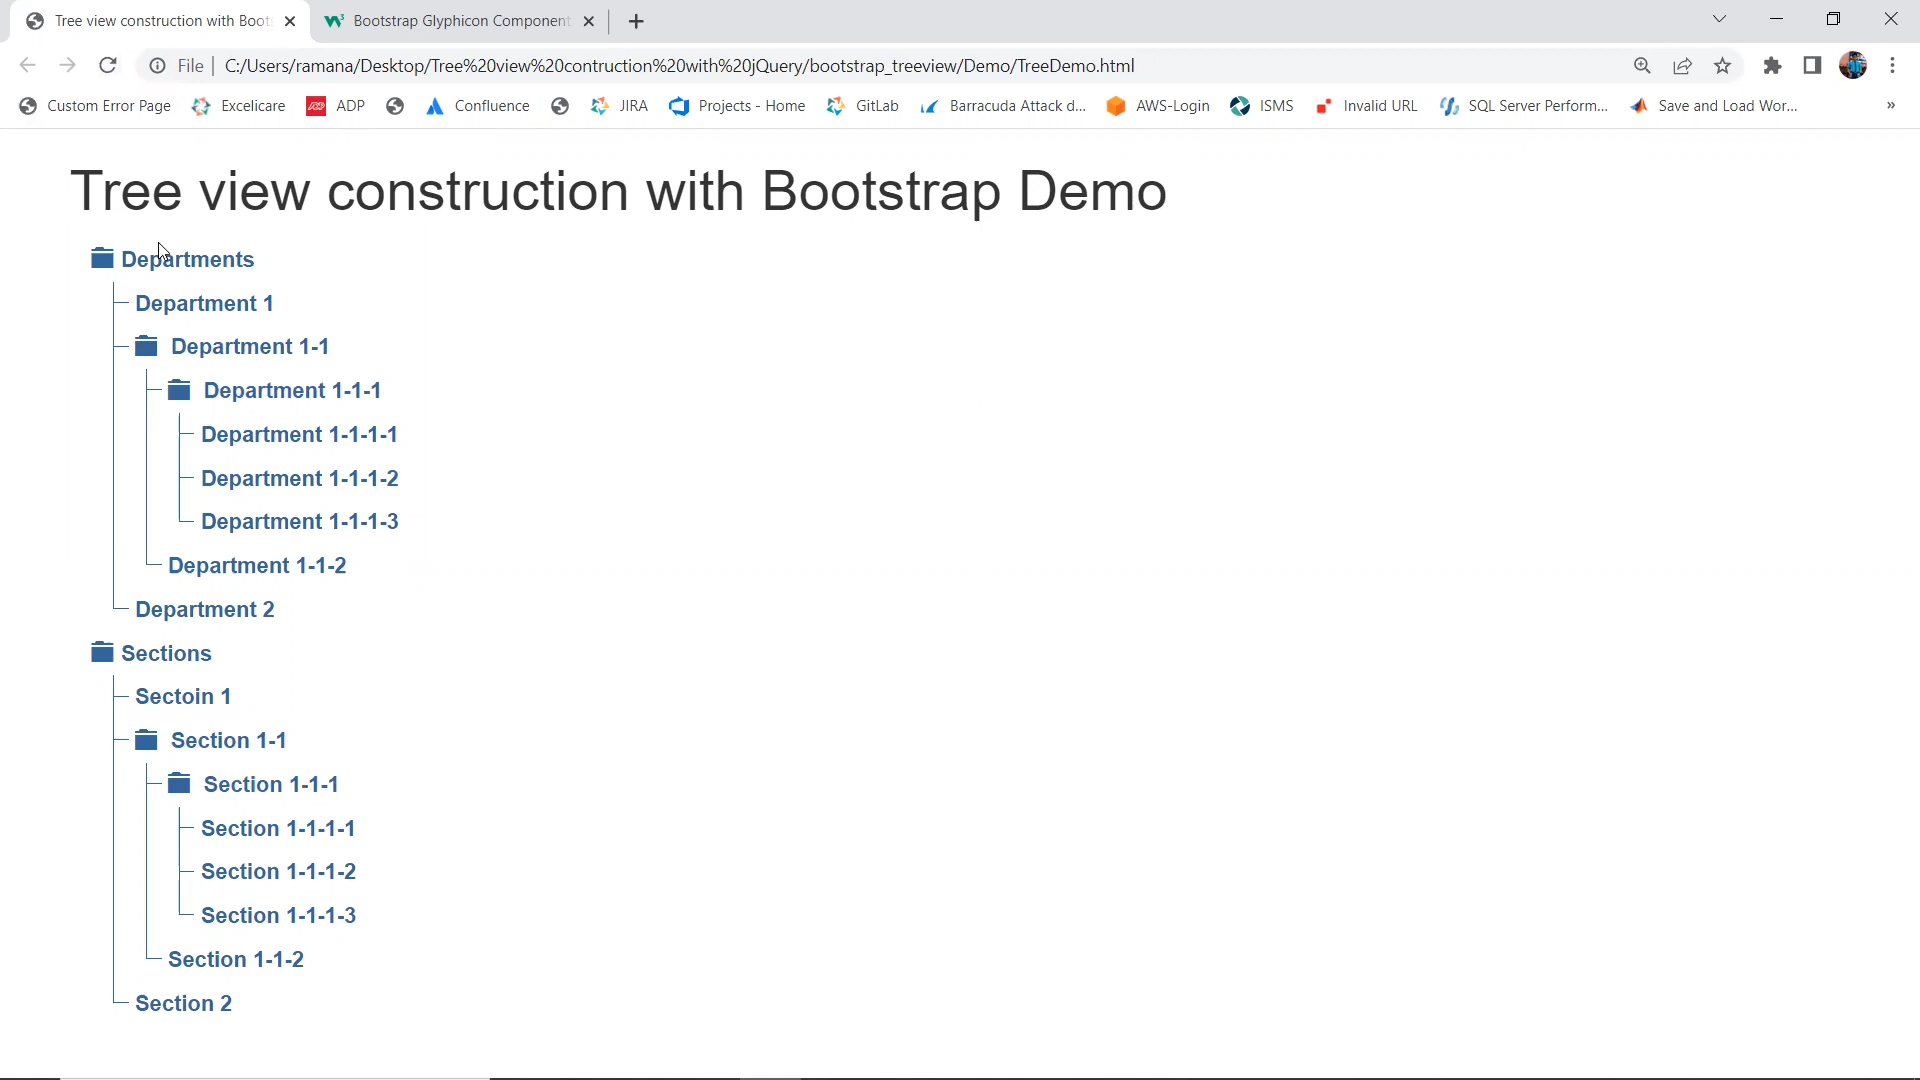 Tree view construction with Boots
Bootstrap Glyphicon Component
File
C:/Users/ramana/Desktop/Tree%20view%20contruction%20with%20jQuery/bootstrap_treeview/Demo/TreeDemo.html
Custom Error Page
Excelicare
ADP
Confluence
JIRA
Projects - Home
GitLab
Barracuda Attack d...
AWS-Login
ISMS
Invalid URL
SQL Server Perform...
Save and Load Wor...
»
Tree view construction with Bootstrap Demo
Departments
Department 1
Department 1-1
Department 1-1-1
Department 1-1-1-1
Department 1-1-1-2
Department 1-1-1-3
Department 1-1-2
Department 2
Sections
Sectoin 1
Section 1-1
Section 1-1-1
Section 1-1-1-1
Section 1-1-1-2
Section 1-1-1-3
Section 1-1-2
Section 2